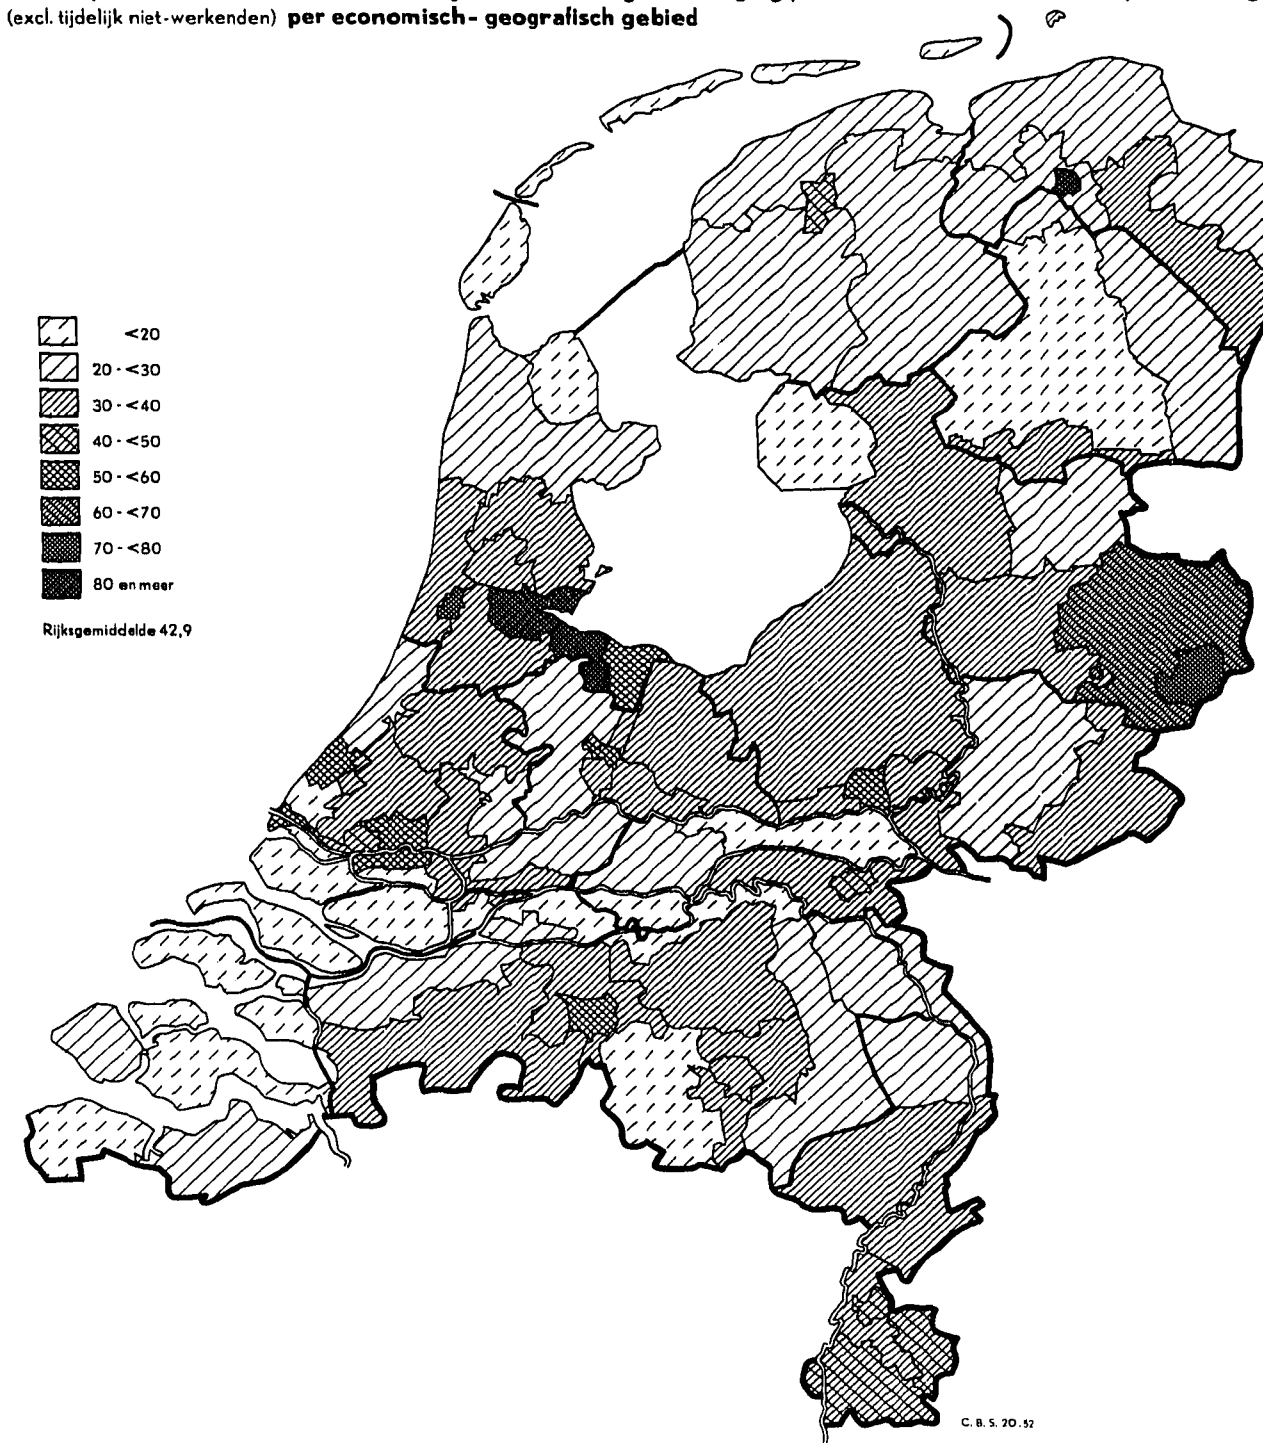 (excl. tijdelijk niet-werkenden) per economisch- geografisch gebied
<20
20 - <30
30 - <40
40 - <50
50 - <60
60 - <70
70 - <80
80 en meer
Rijksgemiddelde 42,9
C. B. S. 20.52